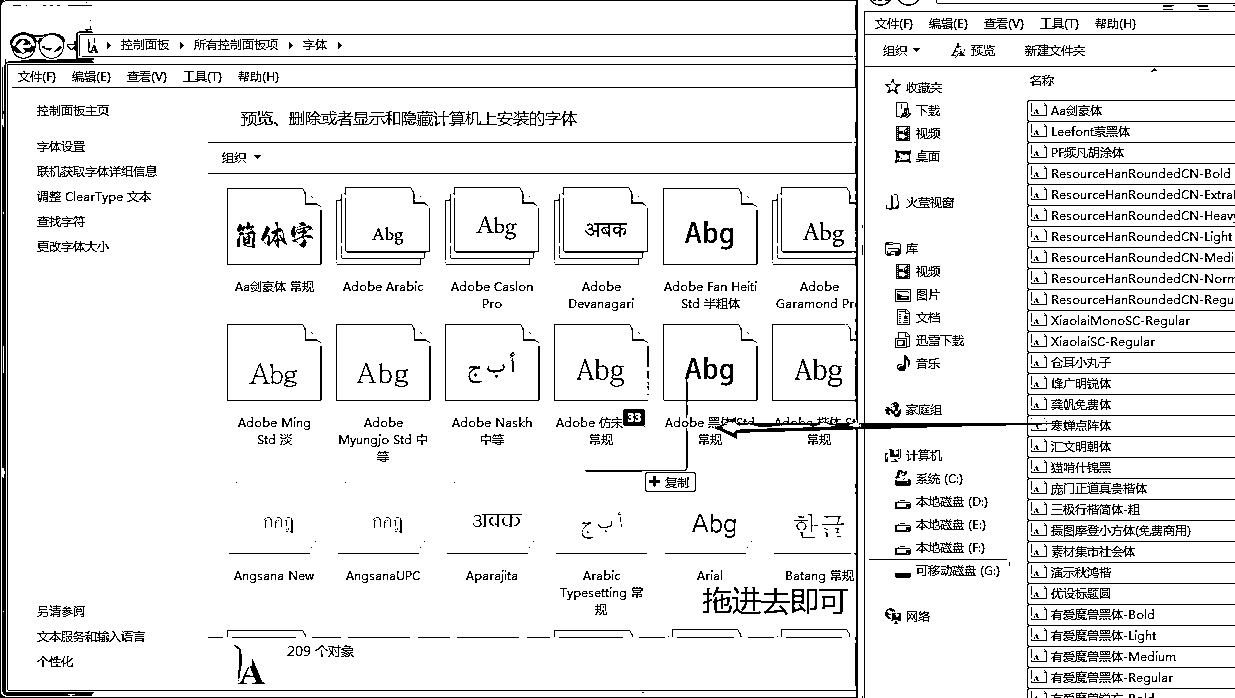 控制面板 ▸ 所有控制面板项 ▸ 字体 ▸
文件(F) 编辑(E) 查看(V) 工具(T) 帮助(H)
控制面板主页
字体设置
联机获取字体详细信息
调整 ClearType 文本
查找字符
更改字体大小
另请参阅
文本服务和输入语言
个性化
预览、删除或者显示和隐藏计算机上安装的字体
组织
简体字
Abg
Abg
अबक
Abg
Abg
Aa剑豪体 常规
Adobe Arabic
Adobe Caslon
Pro
Adobe
Devanagari
Adobe Fan Heiti
Std 半粗体
Adobe
Garamond Pro
Abg
Abg
أب ج
Abg
Abg
Abg
Adobe Ming
Std 淡
Adobe
Myungjo Std 中
等
Adobe Naskh
中等
Adobe 仿宋
常规
33
Adobe 黑体 Std
常规
Adobe 楷体 St
常规
+ 复制
अबक
أب ج
Abg
한글
Angsana New
AngsanaUPC
Aparajita
Arabic
Typesetting 常
规
Arial
Batang 常规
拖进去即可
209 个对象
文件(F) 编辑(E) 查看(V) 工具(T) 帮助(H)
组织 预览 新建文件夹
收藏夹
下载
视频
桌面
火萤视窗
库
视频
图片
文档
迅雷下载
音乐
家庭组
计算机
系统 (C:)
本地磁盘 (D:)
本地磁盘 (E:)
本地磁盘 (F:)
可移动磁盘 (G:)
网络
名称
Aa剑豪体
Leefont蒙黑体
PF频凡胡涂体
ResourceHanRoundedCN-Bold
ResourceHanRoundedCN-Extral
ResourceHanRoundedCN-Heavy
ResourceHanRoundedCN-Light
ResourceHanRoundedCN-Medi
ResourceHanRoundedCN-Norm
ResourceHanRoundedCN-Regu
XiaolaiMonoSC-Regular
XiaolaiSC-Regular
仓耳小丸子
峰广明锐体
龚帆免费体
寒蝉点阵体
汇文明朝体
猫啃什锦黑
庞门正道真贵楷体
三极行楷简体-粗
摄图摩登小方体(免费商用)
素材集市社会体
演示秋鸿楷
优设标题圆
有爱魔兽黑体-Bold
有爱魔兽黑体-Light
有爱魔兽黑体-Medium
有爱魔兽黑体-Regular